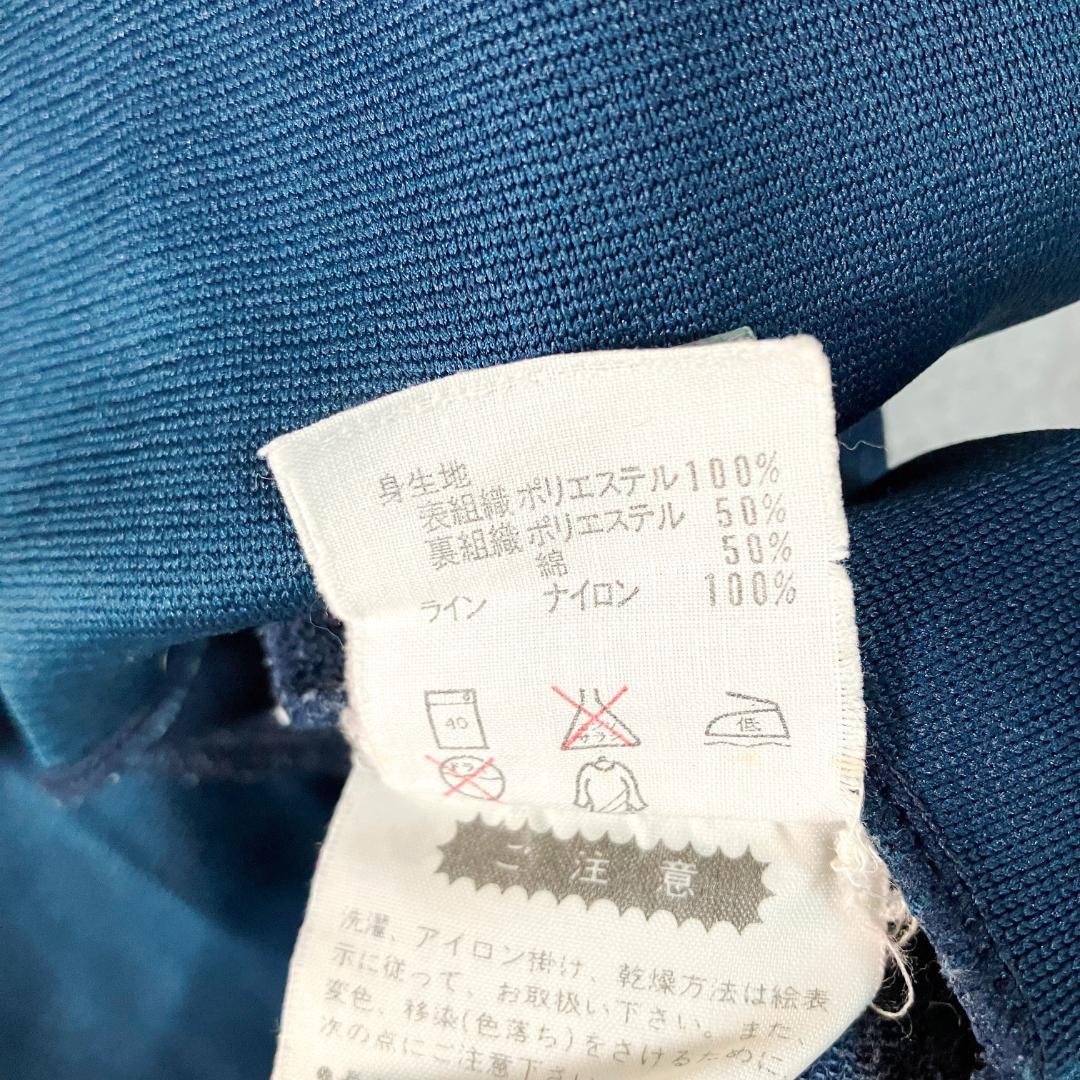 身生地
表組織 ポリエステル 100%
裏組織 ポリエステル 50%
綿 50%
ライン ナイロン 100%
40
低
ご注意
洗濯、アイロン掛け、乾燥方法は絵表
示に従って、お取扱い下さい。また、
変色、移染(色落ち)をさけるために、
次の点にご注意下さ